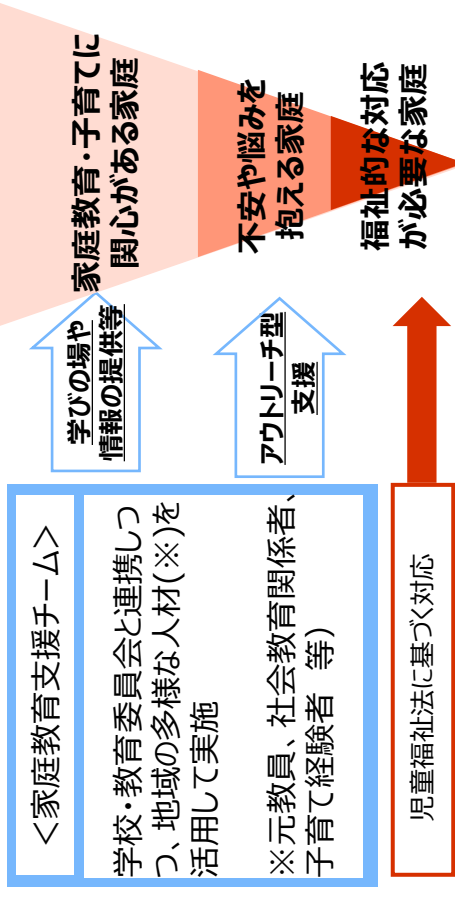 ＜家庭教育支援チーム＞
学校・教育委員会と連携しつ
つ、地域の多様な人材(※)を
活用して実施
※元教員、社会教育関係者、
子育て経験者　等）
児童福祉法に基づく対応
学びの場や
情報の提供等
アウトリーチ型
支援
家庭教育・子育てに
関心がある家庭
不安や悩みを
抱える家庭
福祉的な対応
が必要な家庭